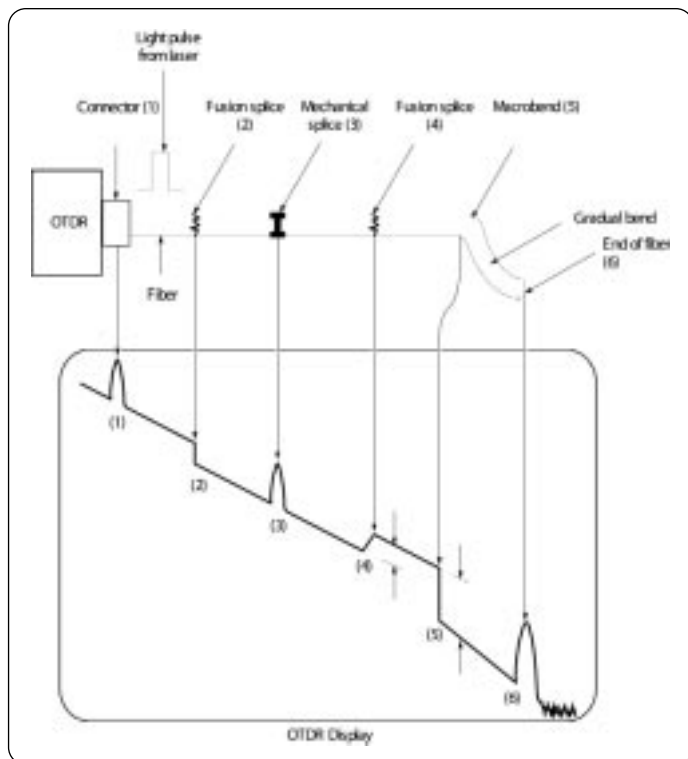 Light pulse
from laser
Connector (1)
Fusion splice
(2)
Mechanical
splice (3)
Fusion splice
(4)
Macrobend (5)
OTDR
Gradual bend
End of fiber
(6)
Fiber
(1)
(2)
(3)
(4)
(5)
(6)
OTDR Display